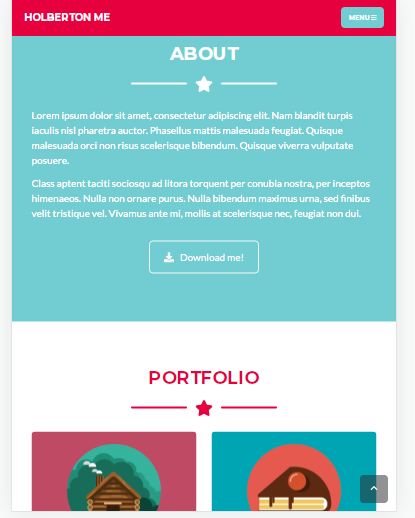 HOLBERTON ME
MENU
ABOUT
Lorem ipsum dolor sit amet, consectetur adipiscing elit. Nam blandit turpis
iaculis nisl pharetra auctor. Phasellus mattis malesuada feugiat. Quisque
malesuada orci non risus scelerisque bibendum. Quisque viverra vulputate
posuere.
Class aptent taciti sociosqu ad litora torquent per conubia nostra, per inceptos
himenaeos. Nulla non ornare purus. Nulla bibendum maximus urna, sed finibus
velit tristique vel. Vivamus ante mi, mollis at scelerisque nec, feugiat non dui.
Download me!
PORTFOLIO